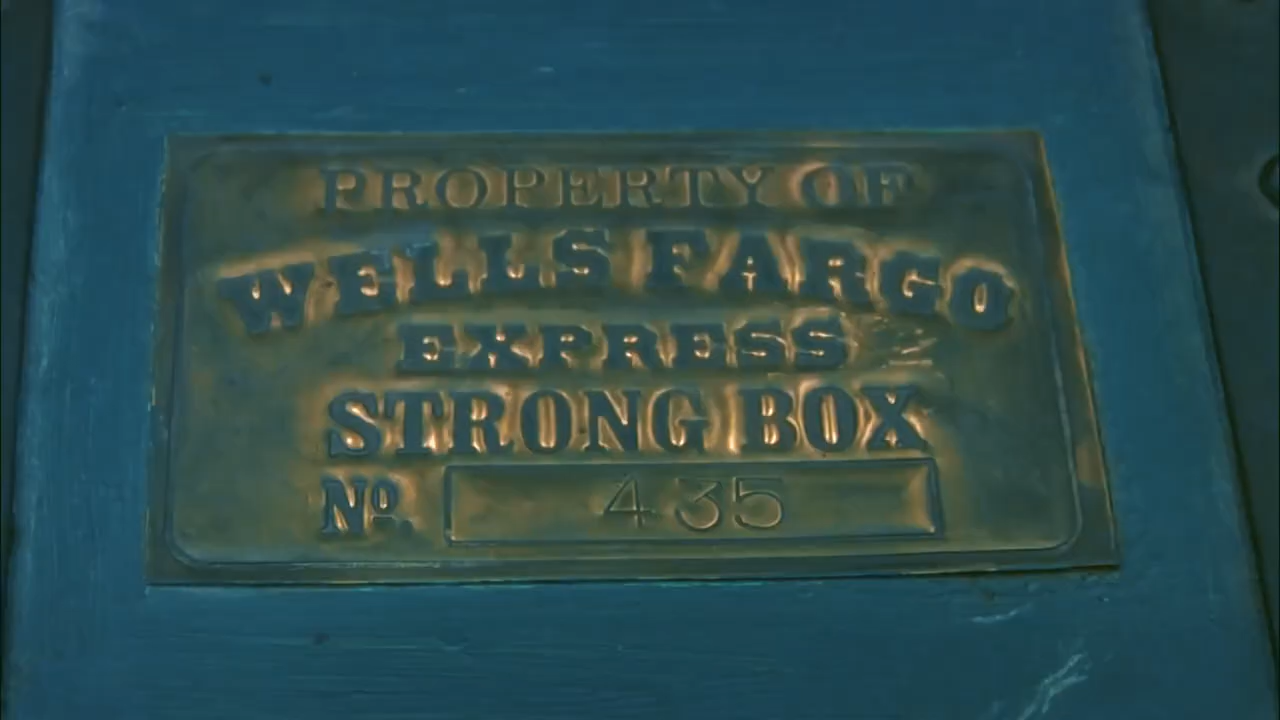 PROPERTY OF
WELLS FARGO
EXPRESS
STRONG BOX
No. 435